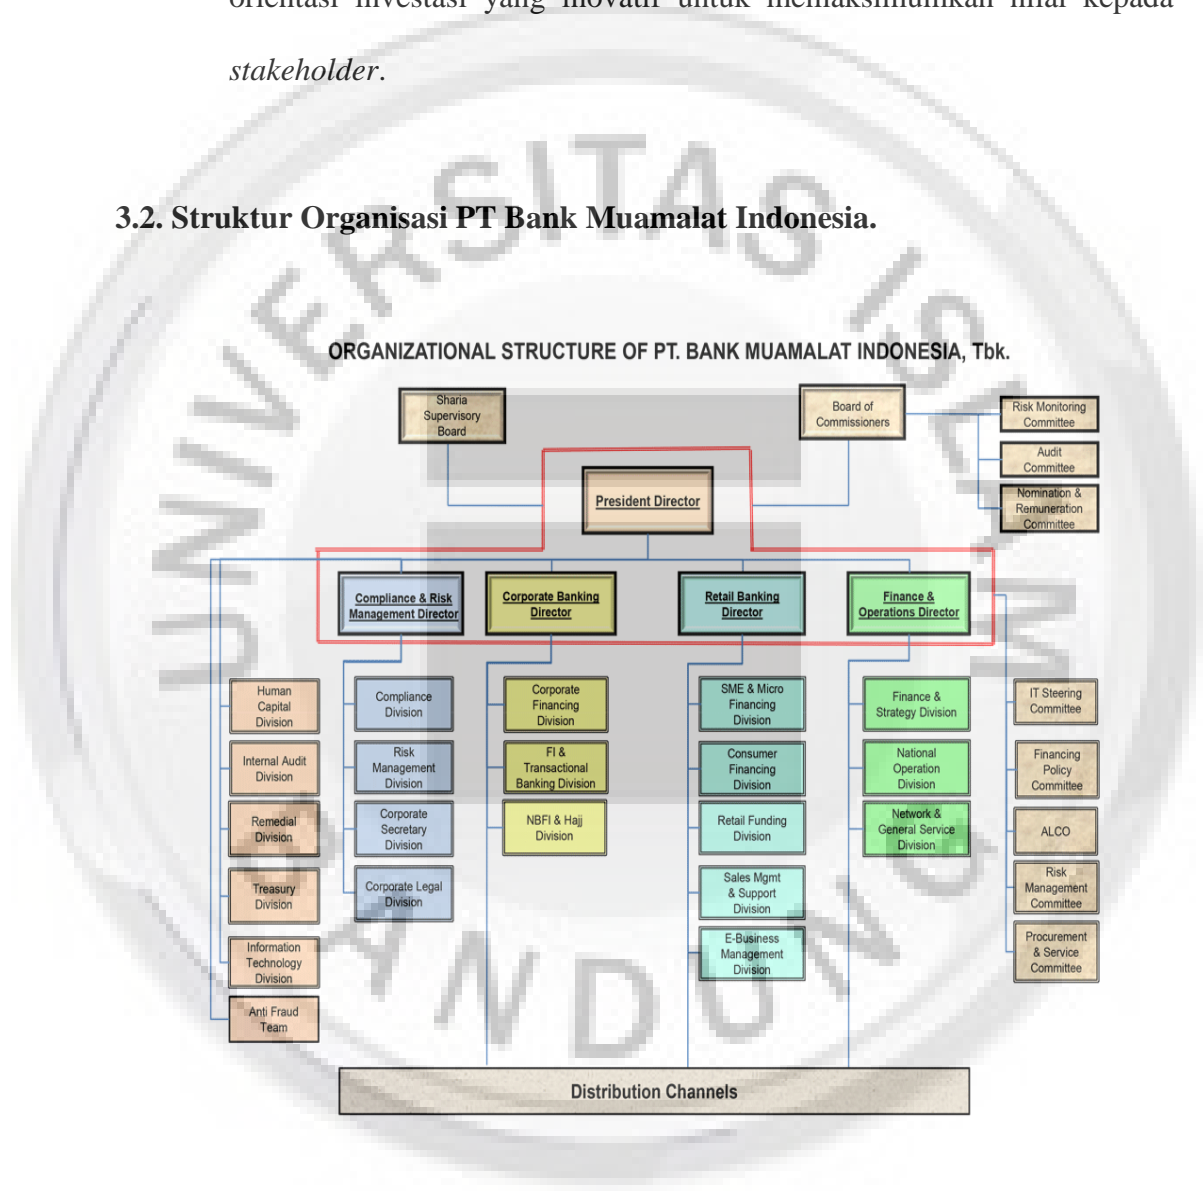 orientasi investasi yang inovatif untuk memaksimumkan nilai kepada
stakeholder.
3.2. Struktur Organisasi PT Bank Muamalat Indonesia.
ORGANIZATIONAL STRUCTURE OF PT. BANK MUAMALAT INDONESIA, Tbk.
Sharia
Supervisory
Board
Board of
Commissioners
Risk Monitoring
Committee
Audit
Committee
Nomination &
Remuneration
Committee
President Director
Compliance & Risk
Management Director
Corporate Banking
Director
Retail Banking
Director
Finance &
Operations Director
Human
Capital
Division
Internal Audit
Division
Remedial
Division
Treasury
Division
Information
Technology
Division
Anti Fraud
Team
Compliance
Division
Risk
Management
Division
Corporate
Secretary
Division
Corporate Legal
Division
Corporate
Financing
Division
FI &
Transactional
Banking Division
NBFI & Hajj
Division
SME & Micro
Financing
Division
Consumer
Financing
Division
Retail Funding
Division
Sales Mgmt
& Support
Division
E-Business
Management
Division
Finance &
Strategy Division
National
Operation
Division
Network &
General Service
Division
IT Steering
Committee
Financing
Policy
Committee
ALCO
Risk
Management
Committee
Procurement
& Service
Committee
Distribution Channels
UNIVERSITAS ISLAM
BANDUNG